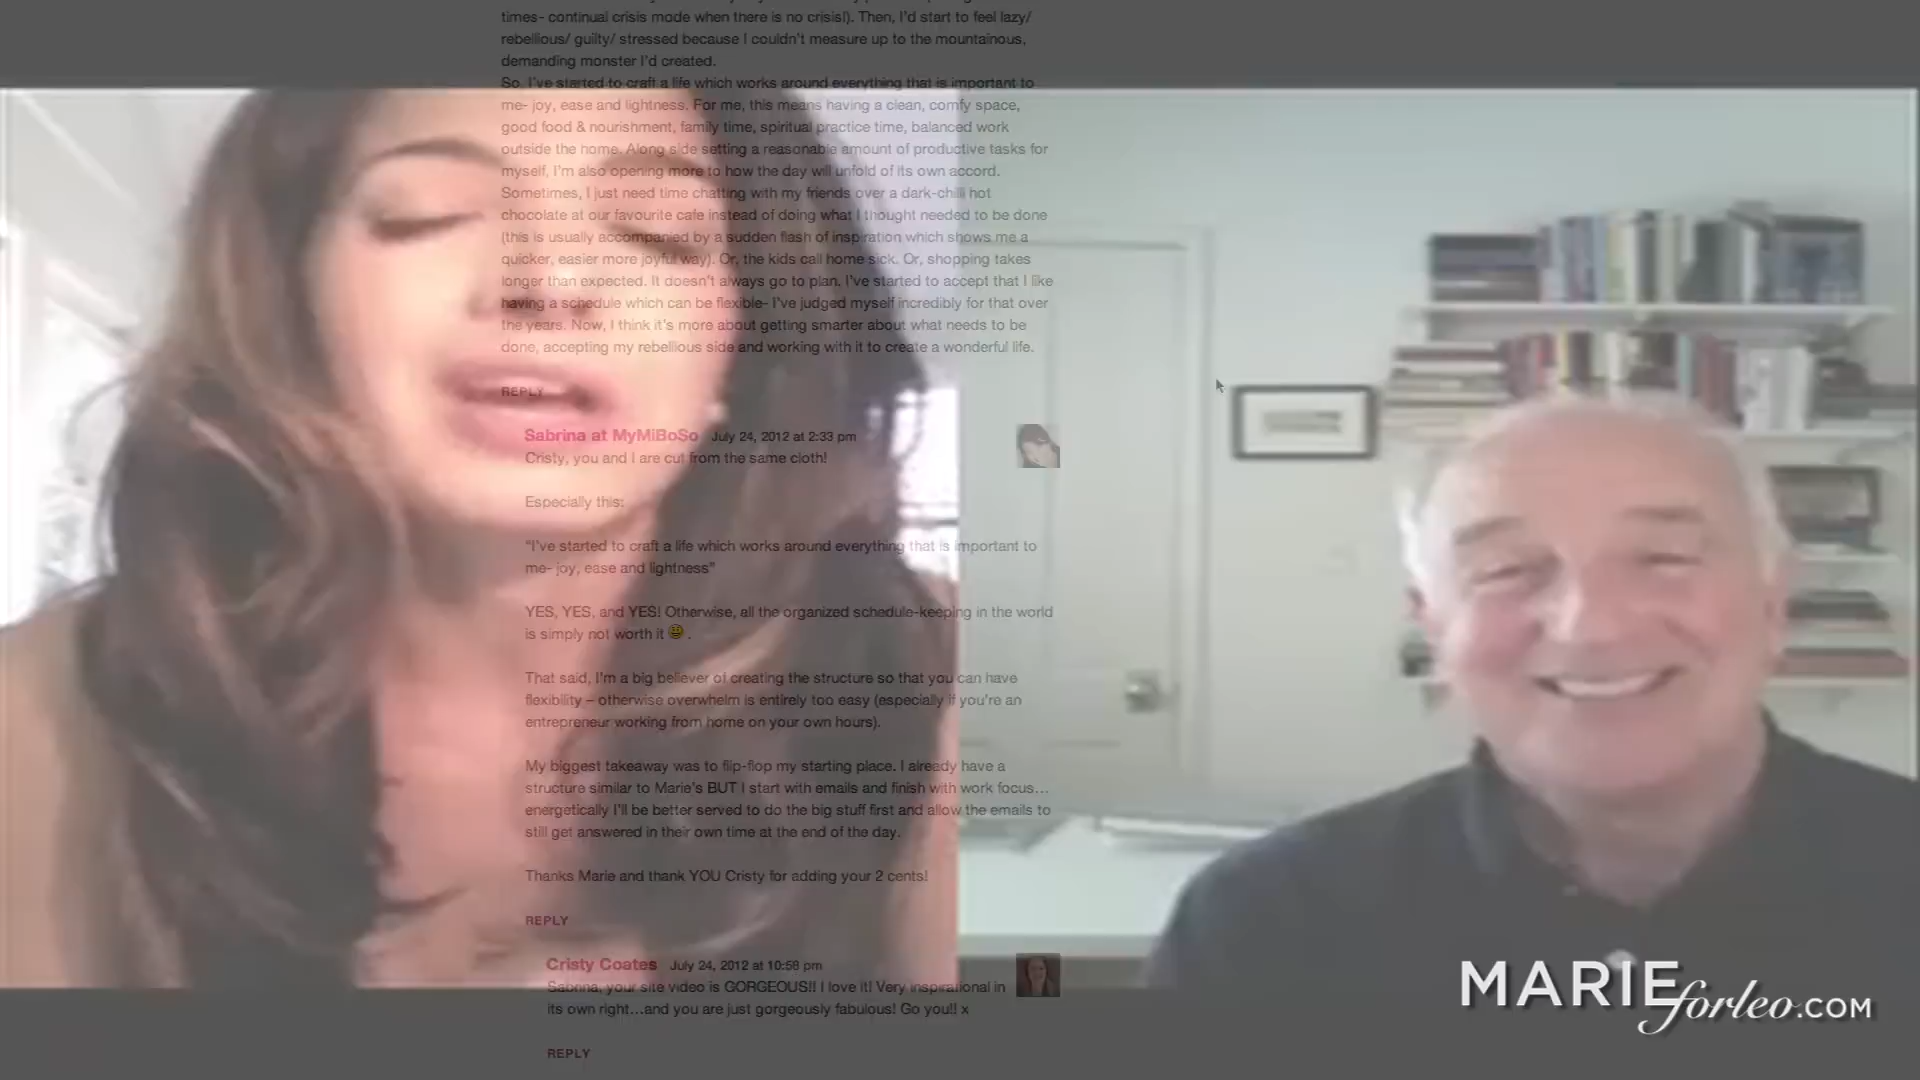 times- continual crisis mode when there is no crisis!). Then, I'd start to feel lazy/
rebellious/ guilty/ stressed because I couldn't measure up to the mountainous,
demanding monster I'd created.
So, I've started to craft a life which works around everything that is important to
me- joy, ease and lightness. For me, this means having a clean, comfy space,
good food & nourishment, family time, spiritual practice time, balanced work
outside the home. Along side setting a reasonable amount of productive tasks for
myself, I'm also opening more to how the day will unfold of its own accord.
Sometimes, I just need time chatting with my friends over a dark-chilli hot
chocolate at our favourite cafe instead of doing what I thought needed to be done
(this is usually accompanied by a sudden flash of inspiration which shows me a
quicker, easier more joyful way). Or, the kids call home sick. Or, shopping takes
longer than expected. It doesn't always go to plan. I've started to accept that I like
having a schedule which can be flexible- I've judged myself incredibly for that over
the years. Now, I think it's more about getting smarter about what needs to be
done, accepting my rebellious side and working with it to create a wonderful life.
REPLY
Sabrina at MyMiBoSo July 24, 2012 at 2:33 pm
Cristy, you and I are cut from the same cloth!
Especially this:
"I've started to craft a life which works around everything that is important to
me- joy, ease and lightness"
YES, YES, and YES! Otherwise, all the organized schedule-keeping in the world
is simply not worth it 😀 .
That said, I'm a big believer of creating the structure so that you can have
flexibility – otherwise overwhelm is entirely too easy (especially if you're an
entrepreneur working from home on your own hours).
My biggest takeaway was to flip-flop my starting place. I already have a
structure similar to Marie's BUT I start with emails and finish with work focus…
energetically I'll be better served to do the big stuff first and allow the emails to
still get answered in their own time at the end of the day.
Thanks Marie and thank YOU Cristy for adding your 2 cents!
REPLY
Cristy Coates July 24, 2012 at 10:58 pm
Sabrina, your site video is GORGEOUS!! I love it! Very inspirational in
its own right…and you are just gorgeously fabulous! Go you!! x
REPLY
MARIE forleo.COM